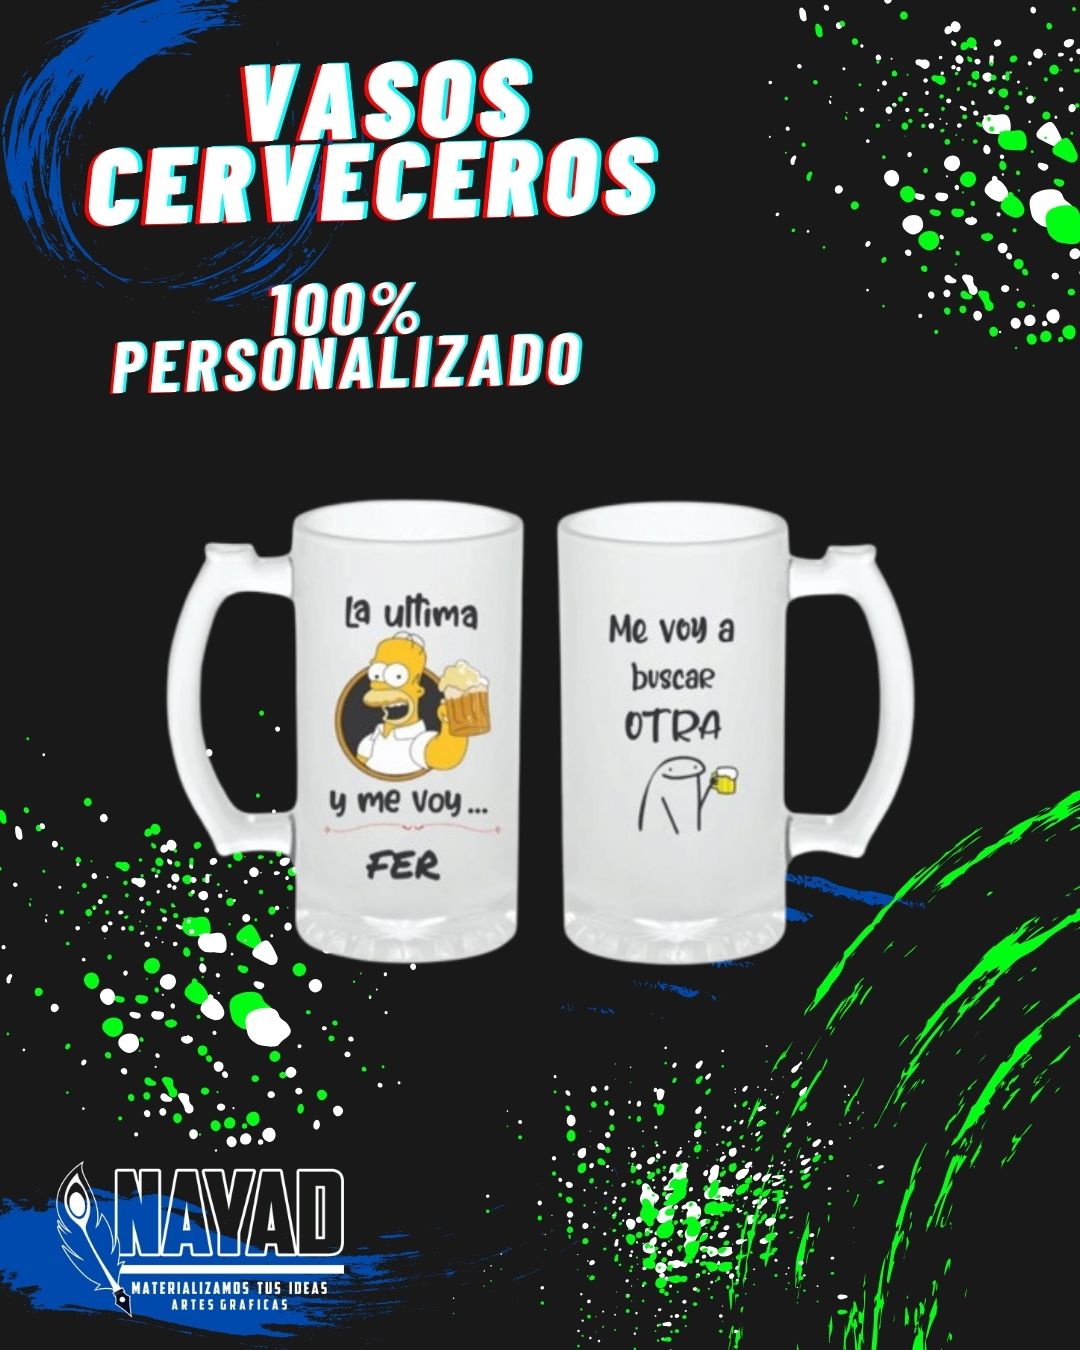 VASOS
CERVECEROS
100%
PERSONALIZADO
La ultima
y me voy...
FER
Me voy a
buscar
OTRA
NAYAD
MATERIALIZAMOS TUS IDEAS
ARTES GRAFICAS